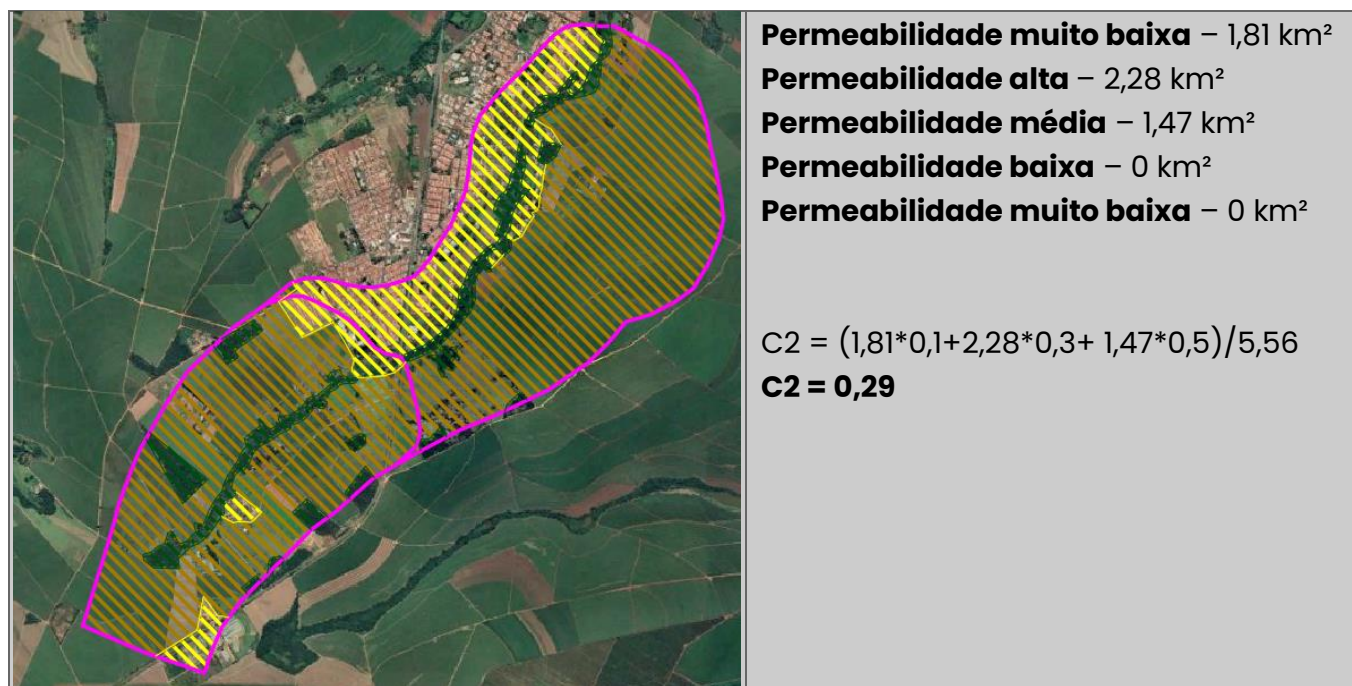 Permeabilidade muito baixa – 1,81 km²
Permeabilidade alta – 2,28 km²
Permeabilidade média – 1,47 km²
Permeabilidade baixa – 0 km²
Permeabilidade muito baixa – 0 km²
C2 = (1,81*0,1+2,28*0,3+ 1,47*0,5)/5,56
C2 = 0,29